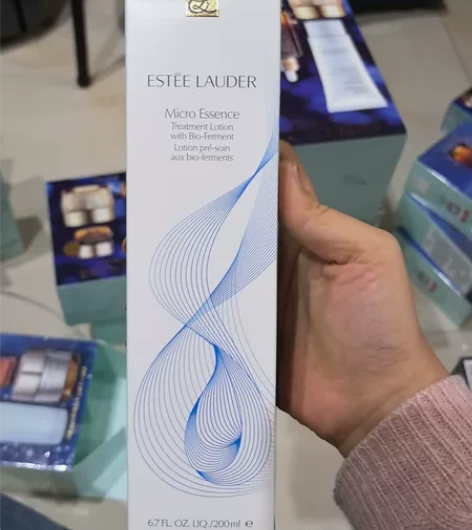 ESTĒE LAUDER
Micro Essence
Treatment Lotion
with Bio-Ferment
Lotion pré-soin
aux bio-ferments
6.7 FL. OZ. LIQ./200 ml ℮